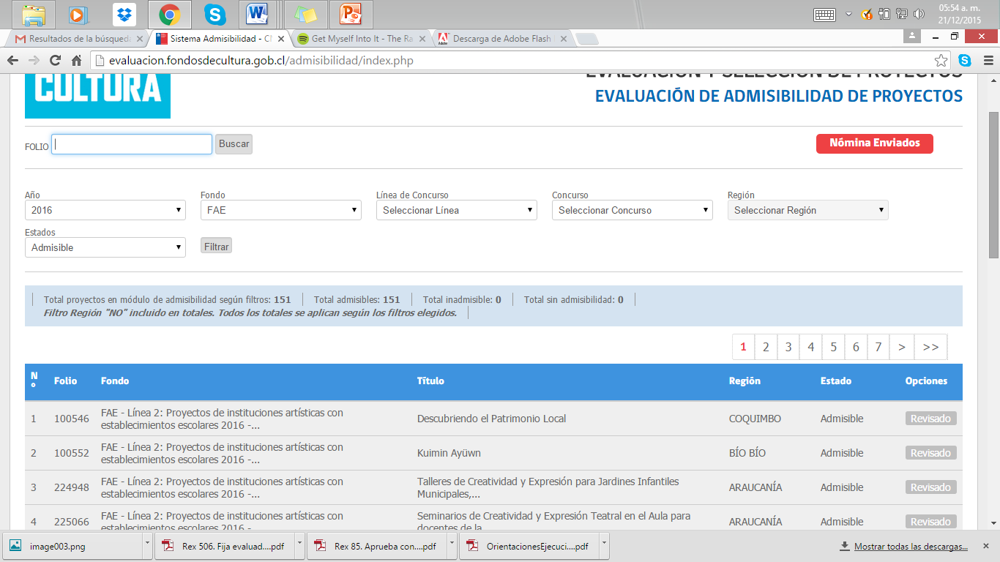 05:54 a. m.
21/12/2015
Resultados de la búsqueda
Sistema Admisibilidad - CN
Get Myself Into It - The Ra
Descarga de Adobe Flash
evaluacion.fondosdecultura.gob.cl/admisibilidad/index.php
CULTURA
EVALUACIÓN Y SELECCIÓN DE PROYECTOS
EVALUACIÓN DE ADMISIBILIDAD DE PROYECTOS
FOLIO Buscar Nómina Enviados
Año Fondo Línea de Concurso Concurso Región
2016 FAE Seleccionar Línea Seleccionar Concurso Seleccionar Región
Estados
Admisible Filtrar
Total proyectos en módulo de admisibilidad según filtros: 151 Total admisibles: 151 Total inadmisible: 0 Total sin admisibilidad: 0
Filtro Región "NO" incluido en totales. Todos los totales se aplican según los filtros elegidos.
1 2 3 4 5 6 7 > >>
Nº Folio Fondo Título Región Estado Opciones
1 100546 FAE - Línea 2: Proyectos de instituciones artísticas con establecimientos escolares 2016 -... Descubriendo el Patrimonio Local COQUIMBO Admisible Revisado
2 100552 FAE - Línea 2: Proyectos de instituciones artísticas con establecimientos escolares 2016 -... Kuimin Ayüwn BÍO BÍO Admisible Revisado
3 224948 FAE - Línea 2: Proyectos de instituciones artísticas con establecimientos escolares 2016 -... Talleres de Creatividad y Expresión para Jardines Infantiles Municipales,... ARAUCANÍA Admisible Revisado
4 225066 FAE - Línea 2: Proyectos de instituciones artísticas con establecimientos escolares 2016 - Seminarios de Creatividad y Expresión Teatral en el Aula para docentes de la ARAUCANÍA Admisible Revisado
image003.png Rex 506. Fija evaluad....pdf Rex 85. Aprueba con....pdf OrientacionesEjecuci....pdf Mostrar todas las descargas...